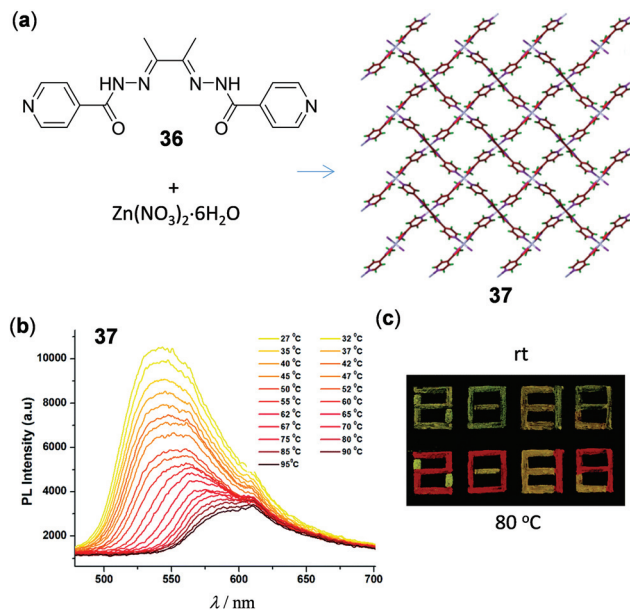 (a)
HN-N
N-NH
N
O
O
N
36
+
Zn(NO₃)₂·6H₂O
37
(b)
37
27 °C 32 °C
35 °C 37 °C
40 °C 42 °C
45 °C 47 °C
50 °C 52 °C
55 °C 60 °C
62 °C 65 °C
67 °C 70 °C
75 °C 80 °C
85 °C 90 °C
95°C
PL Intensity (a.u)
10000
8000
6000
4000
2000
500 550 600 650 700
λ / nm
(c)
rt
80 °C